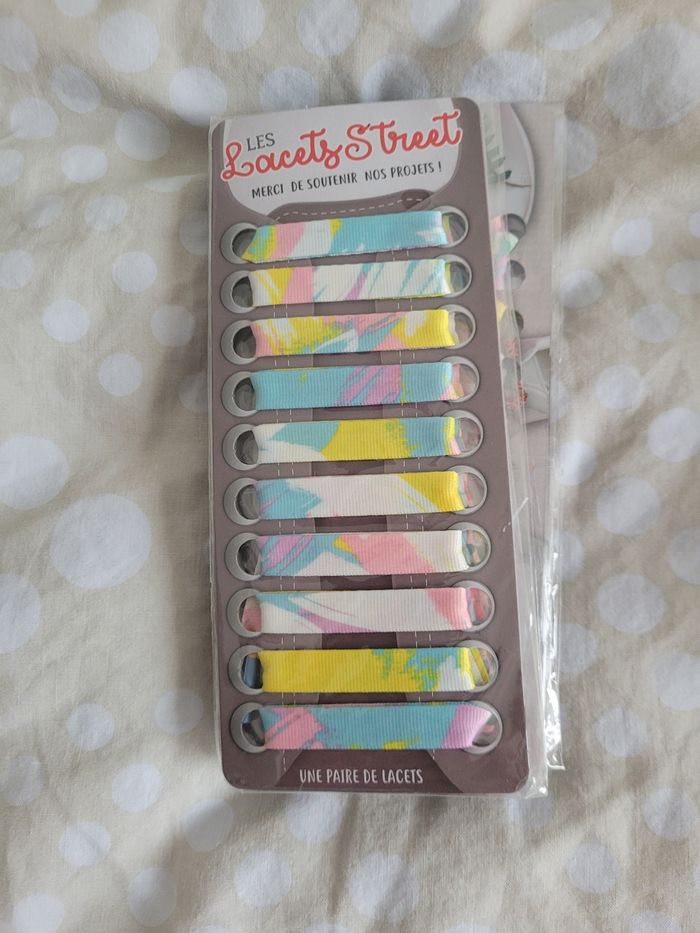 LES
Lacets Street
MERCI DE SOUTENIR NOS PROJETS !
UNE PAIRE DE LACETS